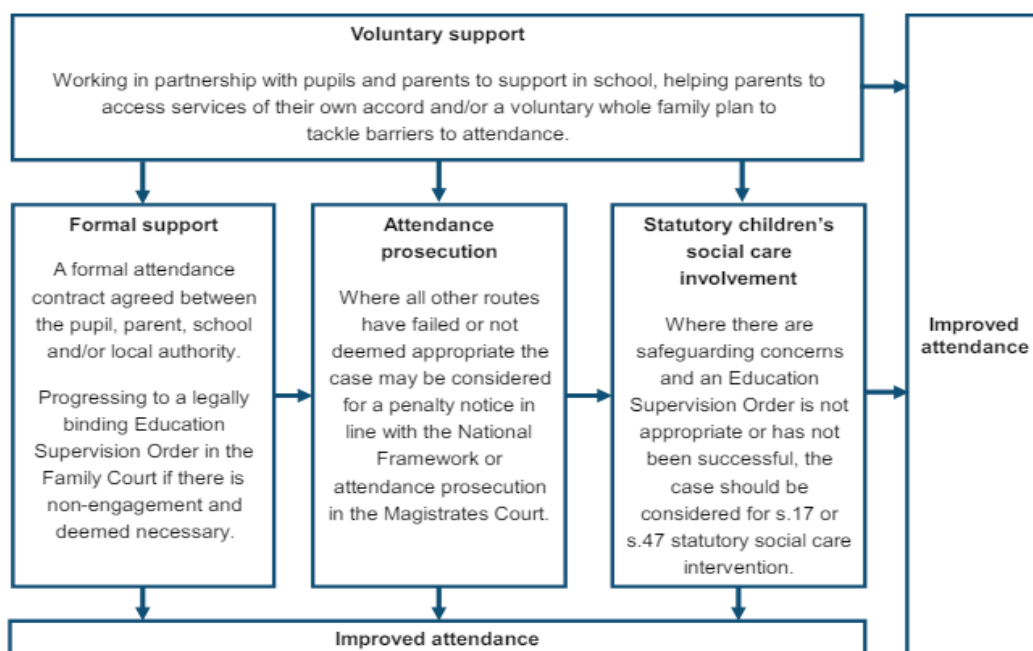 Voluntary support
Working in partnership with pupils and parents to support in school, helping parents to
access services of their own accord and/or a voluntary whole family plan to
tackle barriers to attendance.
Formal support
A formal attendance
contract agreed between
the pupil, parent, school
and/or local authority.
Progressing to a legally
binding Education
Supervision Order in the
Family Court if there is
non-engagement and
deemed necessary.
Attendance
prosecution
Where all other routes
have failed or not
deemed appropriate the
case may be considered
for a penalty notice in
line with the National
Framework or
attendance prosecution
in the Magistrates Court.
Statutory children’s
social care
involvement
Where there are
safeguarding concerns
and an Education
Supervision Order is not
appropriate or has not
been successful, the
case should be
considered for s.17 or
s.47 statutory social care
intervention.
Improved
attendance
Improved attendance